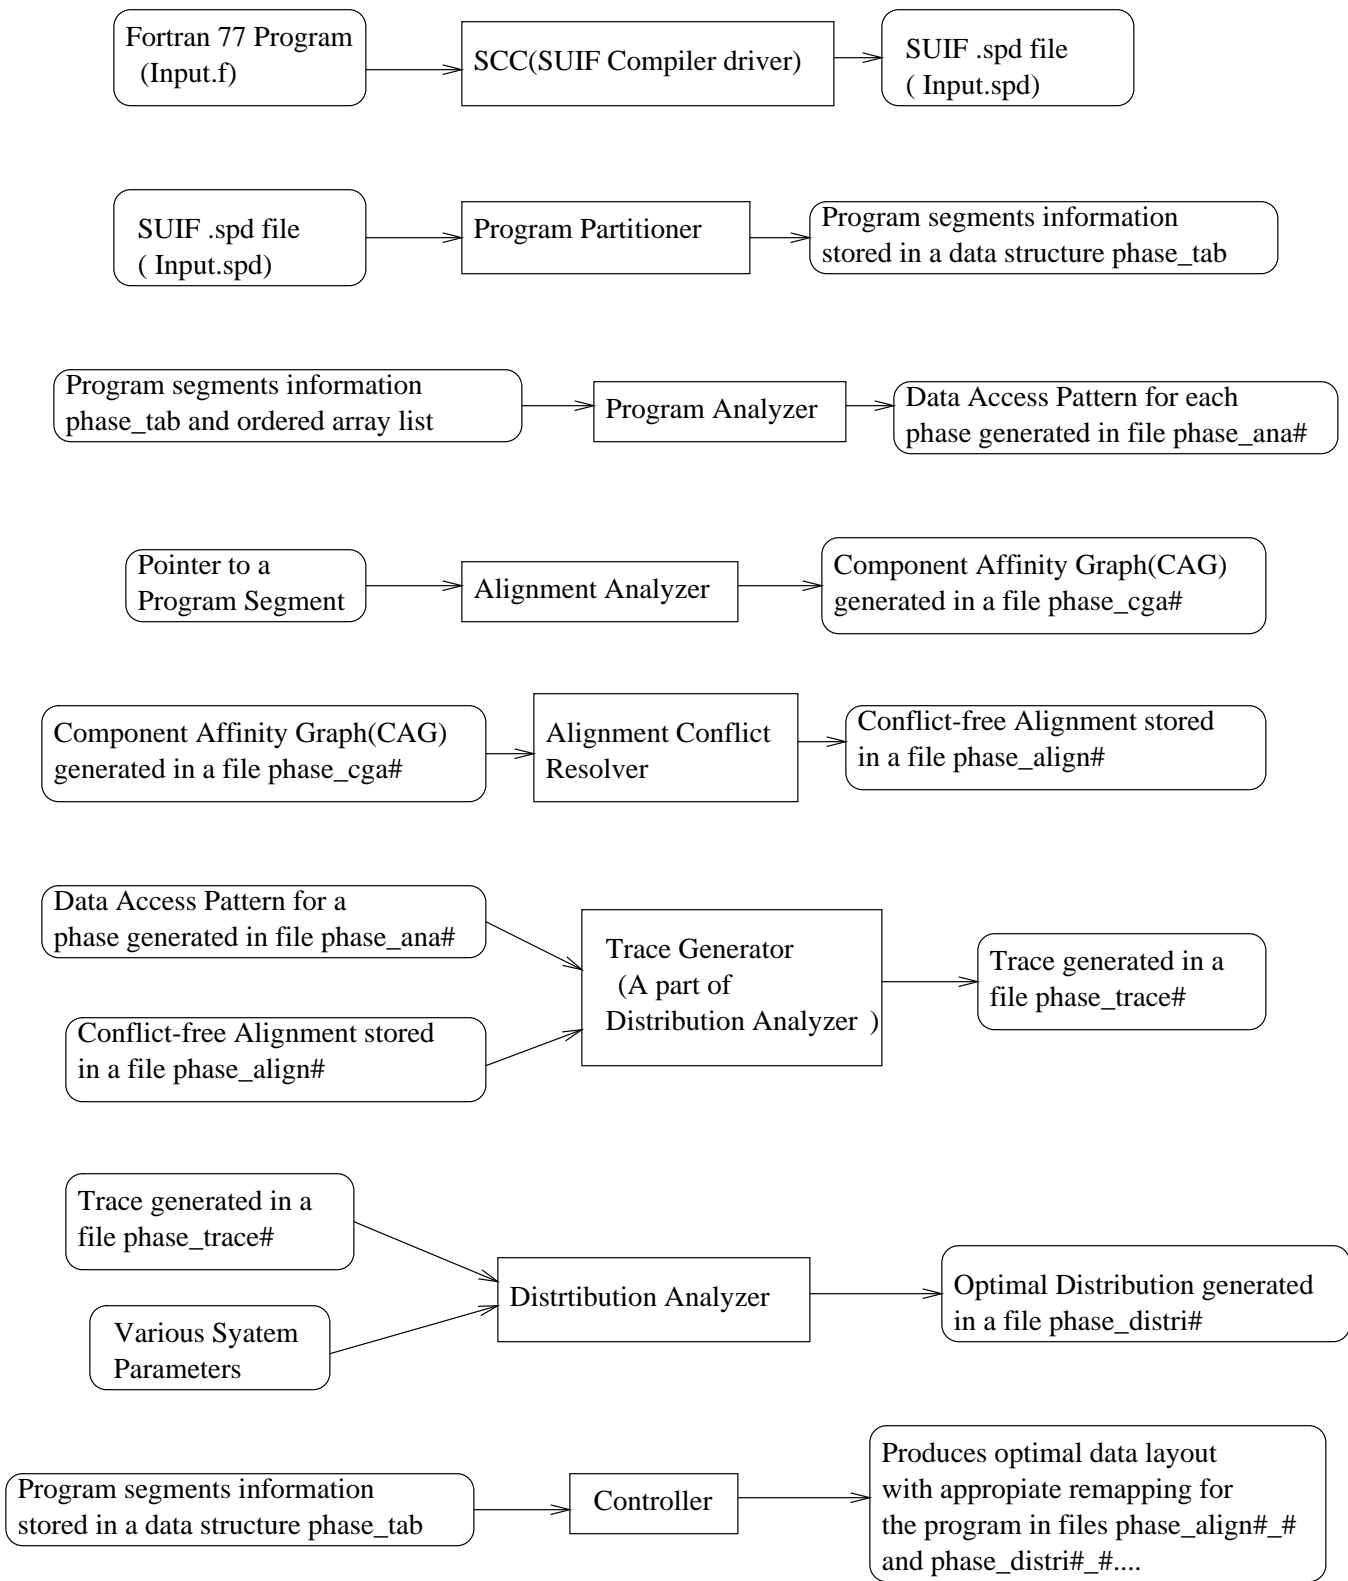 Fortran 77 Program
(Input.f)
SCC(SUIF Compiler driver)
SUIF .spd file
( Input.spd)
SUIF .spd file
( Input.spd)
Program Partitioner
Program segments information
stored in a data structure phase_tab
Program segments information
phase_tab and ordered array list
Program Analyzer
Data Access Pattern for each
phase generated in file phase_ana#
Pointer to a
Program Segment
Alignment Analyzer
Component Affinity Graph(CAG)
generated in a file phase_cga#
Component Affinity Graph(CAG)
generated in a file phase_cga#
Alignment Conflict
Resolver
Conflict-free Alignment stored
in a file phase_align#
Data Access Pattern for a
phase generated in file phase_ana#
Conflict-free Alignment stored
in a file phase_align#
Trace Generator
(A part of
Distribution Analyzer )
Trace generated in a
file phase_trace#
Trace generated in a
file phase_trace#
Various Syatem
Parameters
Distrtibution Analyzer
Optimal Distribution generated
in a file phase_distri#
Program segments information
stored in a data structure phase_tab
Controller
Produces optimal data layout
with appropiate remapping for
the program in files phase_align#_#
and phase_distri#_#....